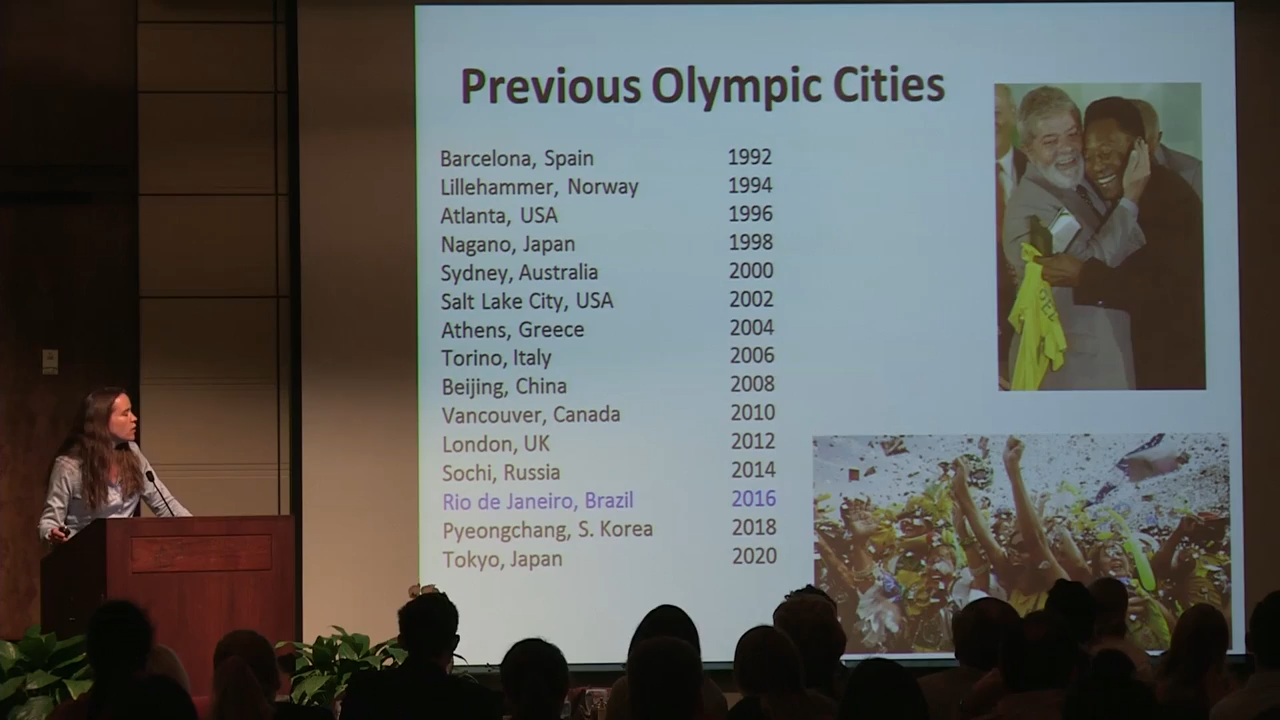 Previous Olympic Cities
Barcelona, Spain 1992
Lillehammer, Norway 1994
Atlanta, USA 1996
Nagano, Japan 1998
Sydney, Australia 2000
Salt Lake City, USA 2002
Athens, Greece 2004
Torino, Italy 2006
Beijing, China 2008
Vancouver, Canada 2010
London, UK 2012
Sochi, Russia 2014
Rio de Janeiro, Brazil 2016
Pyeongchang, S. Korea 2018
Tokyo, Japan 2020